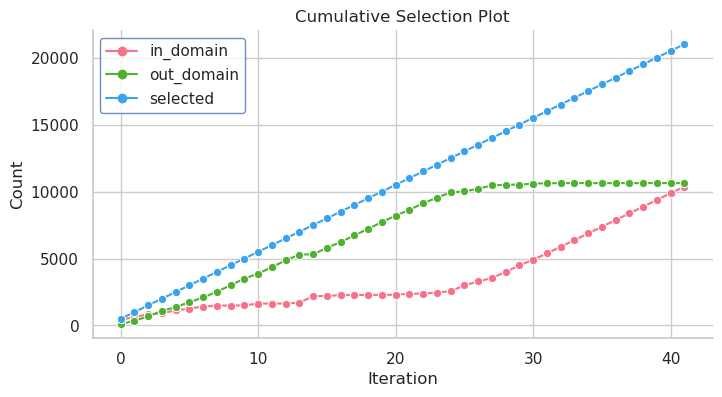 Cumulative Selection Plot
in_domain
out_domain
selected
Count
20000
15000
10000
5000
0
0 10 20 30 40
Iteration